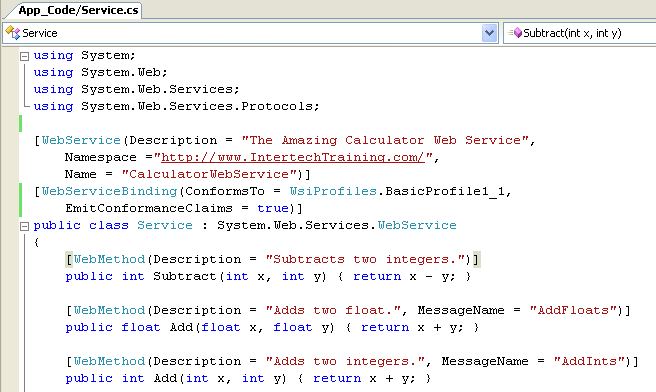 App_Code/Service.cs
Service
Subtract(int x, int y)
using System;
using System.Web;
using System.Web.Services;
using System.Web.Services.Protocols;
[WebService(Description = "The Amazing Calculator Web Service",
Namespace ="http://www.IntertechTraining.com/",
Name = "CalculatorWebService")]
[WebServiceBinding(ConformsTo = WsiProfiles.BasicProfile1_1,
EmitConformanceClaims = true)]
public class Service : System.Web.Services.WebService
{
[WebMethod(Description = "Subtracts two integers.")]
public int Subtract(int x, int y) { return x - y; }
[WebMethod(Description = "Adds two float.", MessageName = "AddFloats")]
public float Add(float x, float y) { return x + y; }
[WebMethod(Description = "Adds two integers.", MessageName = "AddInts")]
public int Add(int x, int y) { return x + y; }